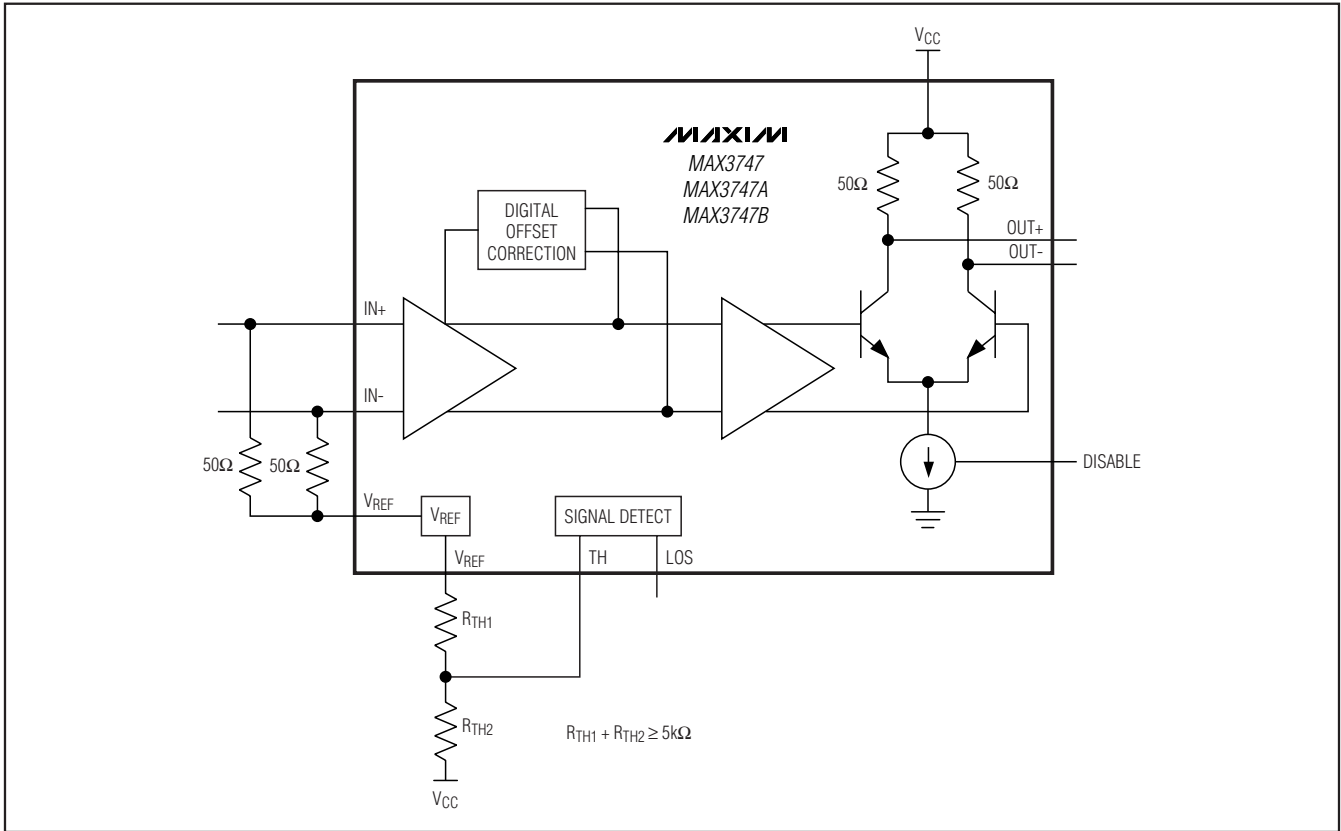 VCC
MAXIM
MAX3747
MAX3747A
MAX3747B
50Ω
50Ω
DIGITAL
OFFSET
CORRECTION
OUT+
OUT-
IN+
IN-
50Ω
50Ω
VREF
VREF
SIGNAL DETECT
DISABLE
VREF
TH
LOS
RTH1
RTH2
RTH1 + RTH2 ≥ 5kΩ
VCC